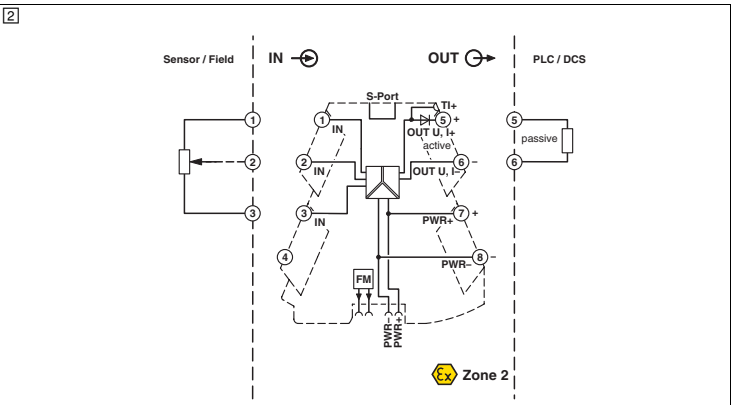 2
Sensor / Field
IN
OUT
PLC / DCS
S-Port
TI+
1
1
IN
5
+
OUT U, I+
active
5
passive
2
2
IN
6
–
OUT U, I–
6
3
3
IN
7
+
PWR+
4
8
–
PWR–
FM
PWR–
PWR+
Ex
Zone 2